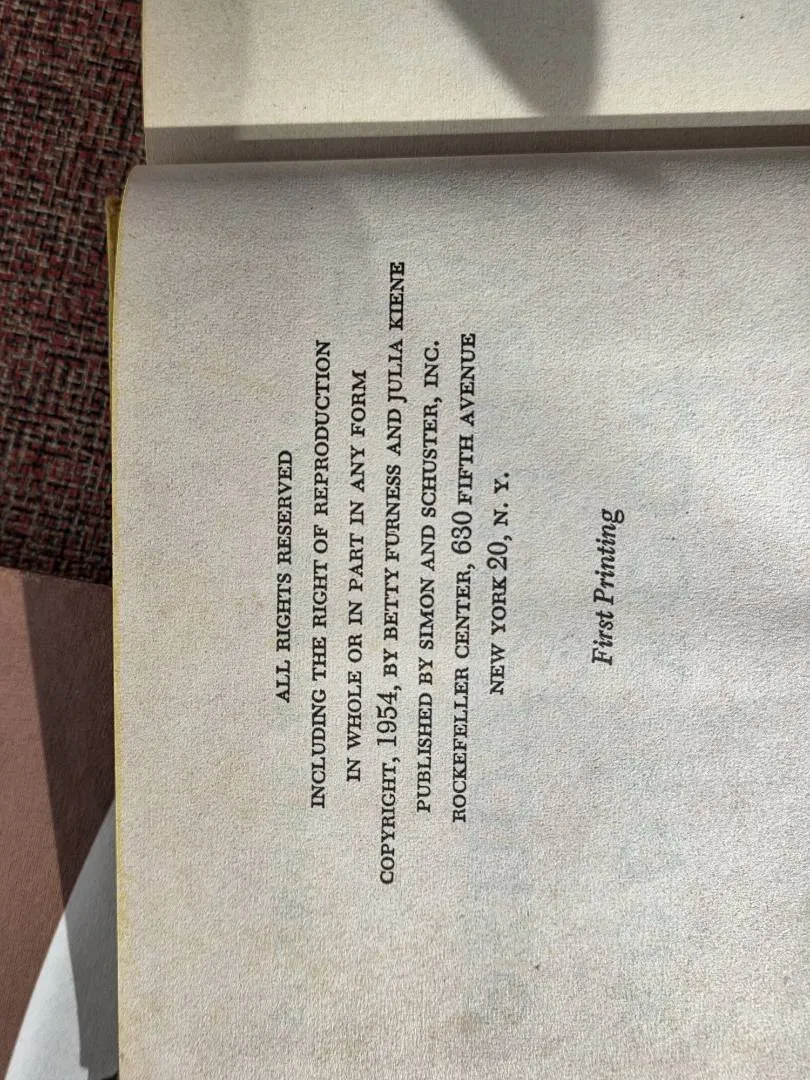 ALL RIGHTS RESERVED
INCLUDING THE RIGHT OF REPRODUCTION
IN WHOLE OR IN PART IN ANY FORM
COPYRIGHT, 1954, BY BETTY FURNESS AND JULIA KIENE
PUBLISHED BY SIMON AND SCHUSTER, INC.
ROCKEFELLER CENTER, 630 FIFTH AVENUE
NEW YORK 20, N. Y.
First Printing